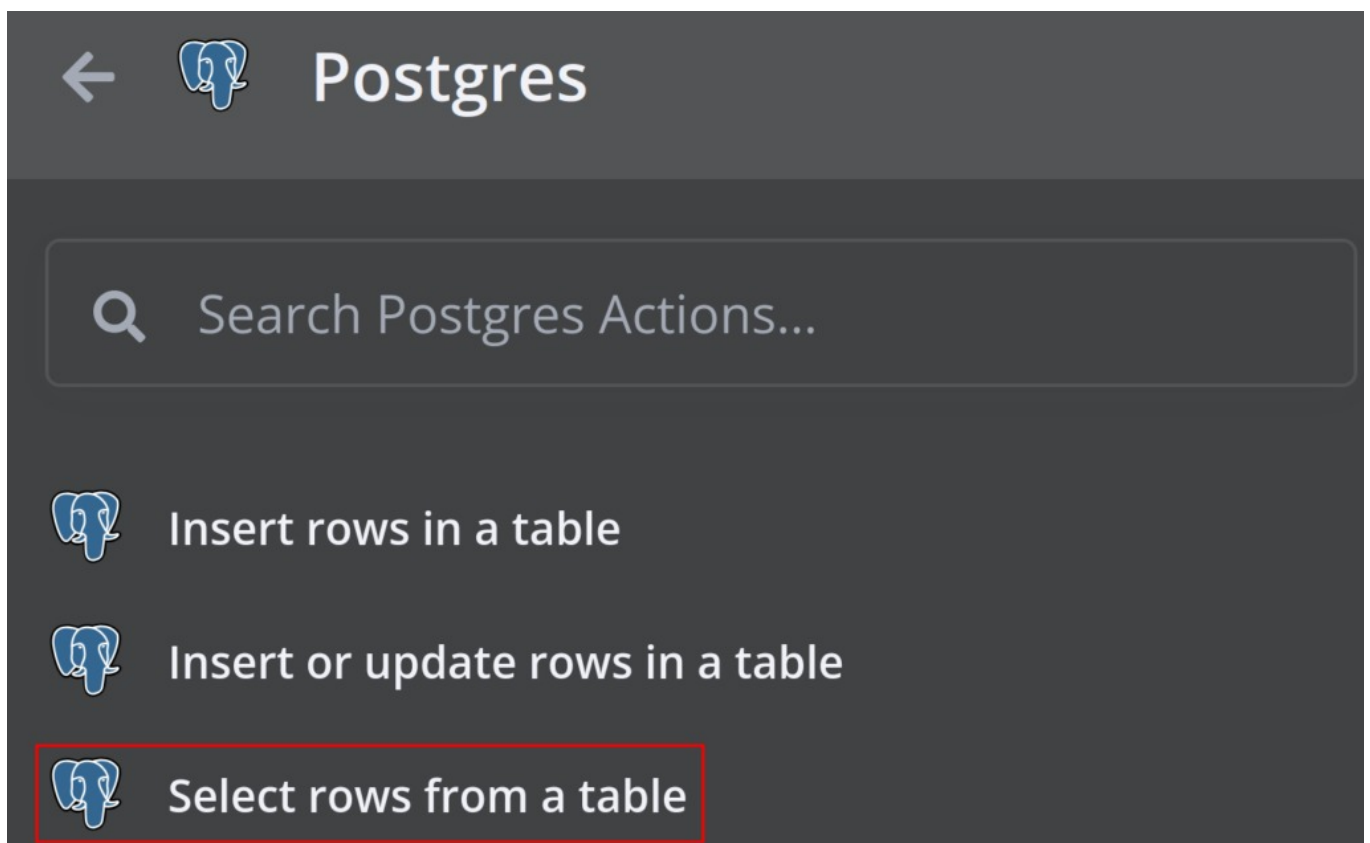 Postgres
Search Postgres Actions...
Insert rows in a table
Insert or update rows in a table
Select rows from a table